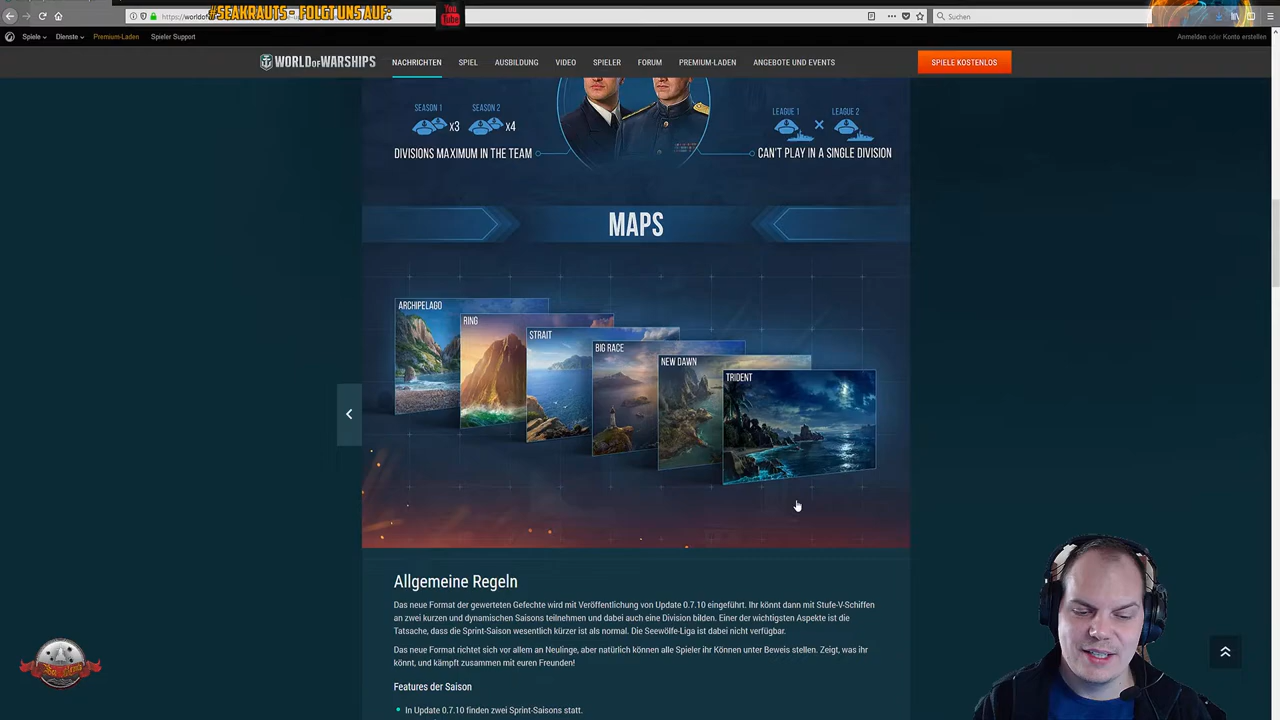 #SEAKRAUTS - FOLGT UNS AUF:
You
Tube
https://worldof
Suchen
Spiele
Dienste
Premium-Laden
Spieler Support
Anmelden oder Konto erstellen
WORLD OF WARSHIPS
NACHRICHTEN
SPIEL
AUSBILDUNG
VIDEO
SPIELER
FORUM
PREMIUM-LADEN
ANGEBOTE UND EVENTS
SPIELE KOSTENLOS
SEASON 1
SEASON 2
x3
x4
DIVISIONS MAXIMUM IN THE TEAM
LEAGUE 1
LEAGUE 2
CAN'T PLAY IN A SINGLE DIVISION
MAPS
ARCHIPELAGO
RING
STRAIT
BIG RACE
NEW DAWN
TRIDENT
Allgemeine Regeln
Das neue Format der gewerteten Gefechte wird mit Veröffentlichung von Update 0.7.10 eingeführt. Ihr könnt dann mit Stufe-V-Schiffen
an zwei kurzen und dynamischen Saisons teilnehmen und dabei auch eine Division bilden. Einer der wichtigsten Aspekte ist die
Tatsache, dass die Sprint-Saison wesentlich kürzer ist als normal. Die Seewölfe-Liga ist dabei nicht verfügbar.
Das neue Format richtet sich vor allem an Neulinge, aber natürlich können alle Spieler ihr Können unter Beweis stellen. Zeigt, was ihr
könnt, und kämpft zusammen mit euren Freunden!
Features der Saison
In Update 0.7.10 finden zwei Sprint-Saisons statt.